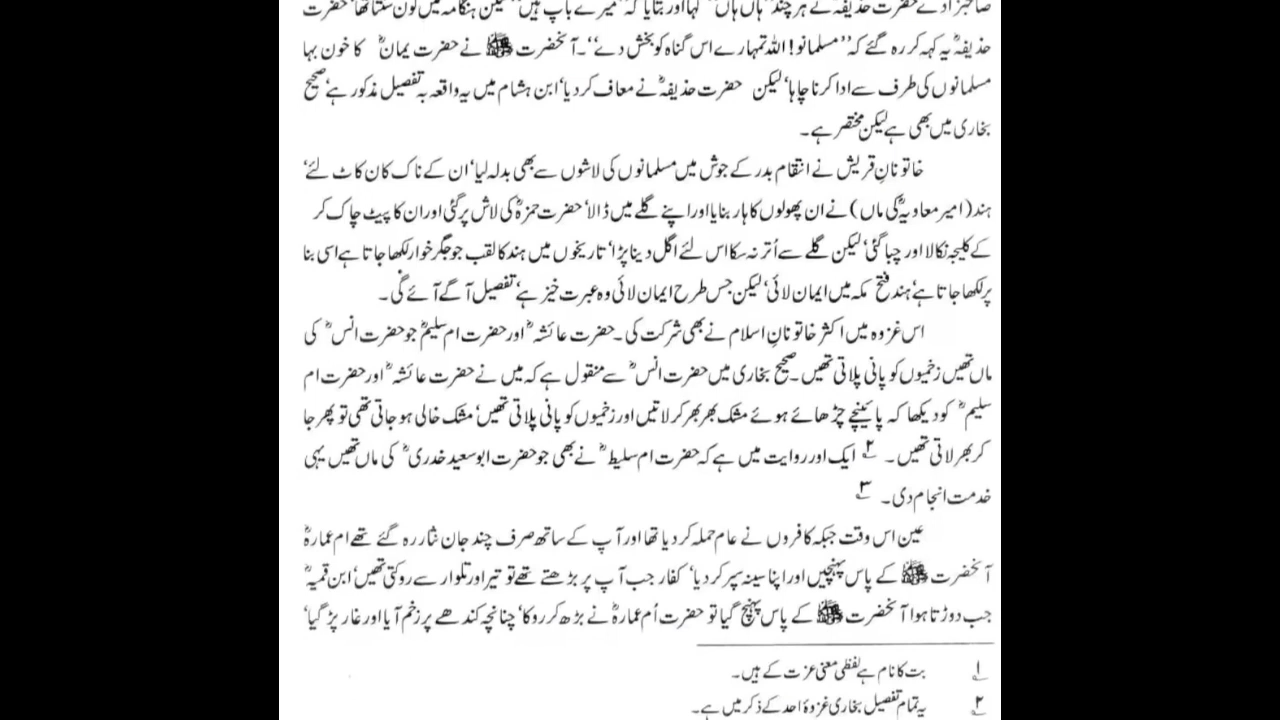 صاحبزادے حضرت حذیفہؓ نے ہر چند ’’ہاں ہاں‘‘ کہا اور بتایا کہ ’’میرے باپ ہیں‘‘ لیکن ہنگامہ میں کون سنتا تھا‘ حضرت
حذیفہؓ یہ کہہ کر رہ گئے کہ ’’مسلمانو! اللہ تمہارے اس گناہ کو بخش دے‘‘۔ آنحضرت ﷺ نے حضرت یمانؓ کا خون بہا
مسلمانوں کی طرف سے ادا کرنا چاہا‘ لیکن حضرت حذیفہؓ نے معاف کر دیا‘ ابن ہشام میں یہ واقعہ بہ تفصیل مذکور ہے‘ صحیح
بخاری میں بھی ہے لیکن مختصر ہے۔
خاتونانِ قریش نے انتقام بدر کے جوش میں مسلمانوں کی لاشوں سے بھی بدلہ لیا‘ ان کے ناک کان کاٹ لئے‘
ہند (امیر معاویہؓ کی ماں) نے ان پھولوں کا ہار بنایا اور اپنے گلے میں ڈالا‘ حضرت حمزہؓ کی لاش پر گئی اور ان کا پیٹ چاک کر
کے کلیجہ نکالا اور چبا گئی‘ لیکن گلے سے اُتر نہ سکا اس لئے اگل دینا پڑا‘ تاریخوں میں ہند کا لقب جو جگر خوار لکھا جاتا ہے اسی بنا
پر لکھا جاتا ہے‘ ہند فتح مکہ میں ایمان لائی‘ لیکن جس طرح ایمان لائی وہ عبرت خیز ہے‘ تفصیل آگے آئے گی۔
اس غزوہ میں اکثر خاتونانِ اسلام نے بھی شرکت کی۔ حضرت عائشہؓ اور حضرت ام سلیمؓ جو حضرت انسؓ کی
ماں تھیں زخمیوں کو پانی پلاتی تھیں۔ صحیح بخاری میں حضرت انسؓ سے منقول ہے کہ میں نے حضرت عائشہؓ اور حضرت ام
سلیمؓ کو دیکھا کہ پائینچے چڑھائے ہوئے مشک بھر بھر کر لاتیں اور زخمیوں کو پانی پلاتی تھیں‘ مشک خالی ہو جاتی تھی تو پھر جا
کر بھر لاتی تھیں۔ ۲؎ ایک اور روایت میں ہے کہ حضرت ام سلیطؓ نے بھی جو حضرت ابو سعید خدریؓ کی ماں تھیں یہی
خدمت انجام دی۔ ۳؎
عین اس وقت جبکہ کافروں نے عام حملہ کر دیا تھا اور آپ کے ساتھ صرف چند جان نثار رہ گئے تھے ام عمارہؓ
آنحضرت ﷺ کے پاس پہنچیں اور اپنا سینہ سپر کر دیا‘ کفار جب آپ پر بڑھتے تھے تو تیر اور تلوار سے روکتی تھیں‘ ابن قمیہؓ
جب دوڑتا ہوا آنحضرت ﷺ کے پاس پہنچ گیا تو حضرت اُم عمارہؓ نے بڑھ کر روکا‘ چنانچہ کندھے پر زخم آیا اور غار پڑ گیا‘
۱؎ بت کا نام ہے لفظی معنی عزت کے ہیں۔
۲؎ یہ تمام تفصیل بخاری غزوۂ احد کے ذکر میں ہے۔